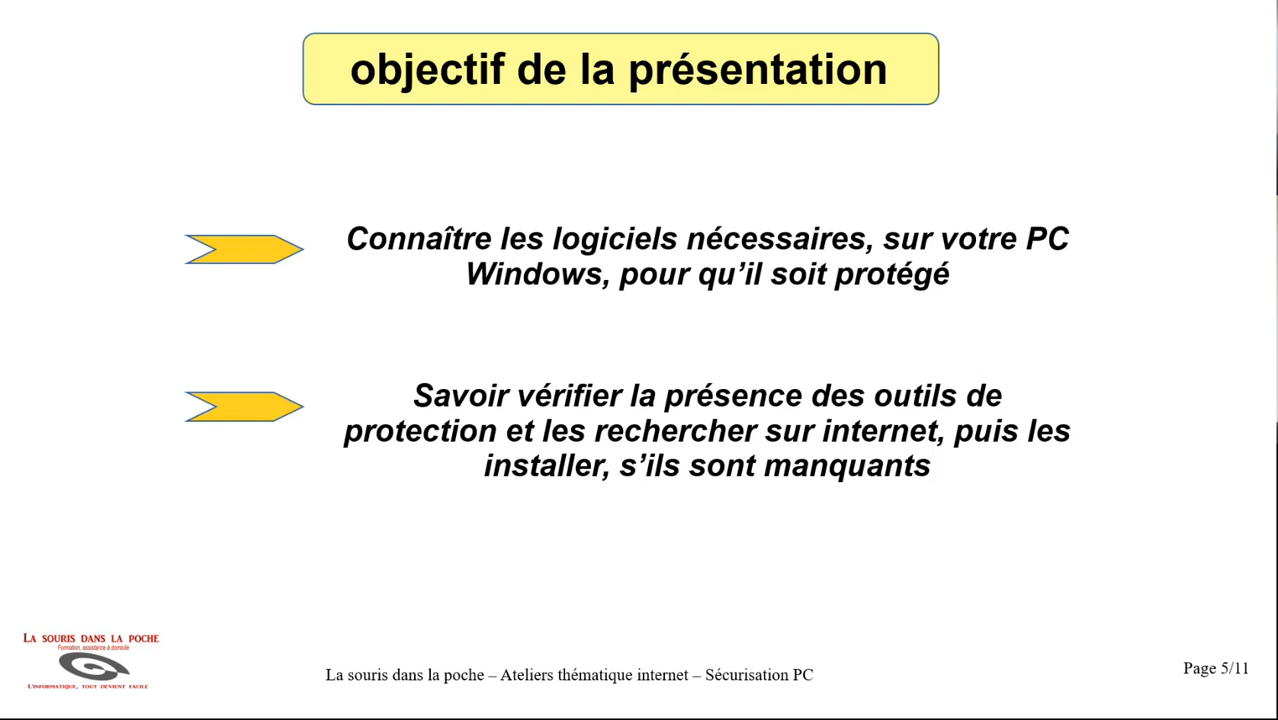 objectif de la présentation
Connaître les logiciels nécessaires, sur votre PC
Windows, pour qu’il soit protégé
Savoir vérifier la présence des outils de
protection et les rechercher sur internet, puis les
installer, s’ils sont manquants
La souris dans la poche
Formation, assistance à domicile
L'informatique, tout devient facile
La souris dans la poche – Ateliers thématique internet – Sécurisation PC
Page 5/11